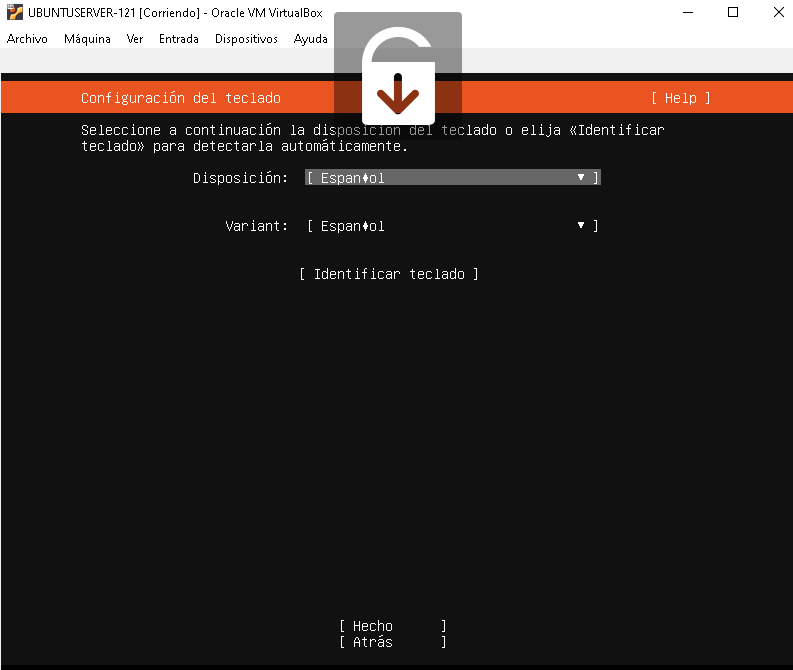 UBUNTUSERVER-121 [Corriendo] - Oracle VM VirtualBox
Archivo Máquina Ver Entrada Dispositivos Ayuda
Configuración del teclado [ Help ]
Seleccione a continuación la disposición del teclado o elija «Identificar
teclado» para detectarla automáticamente.
Disposición: [ Espan♦ol ▼ ]
Variant: [ Espan♦ol ▼ ]
[ Identificar teclado ]
[ Hecho ]
[ Atrás ]